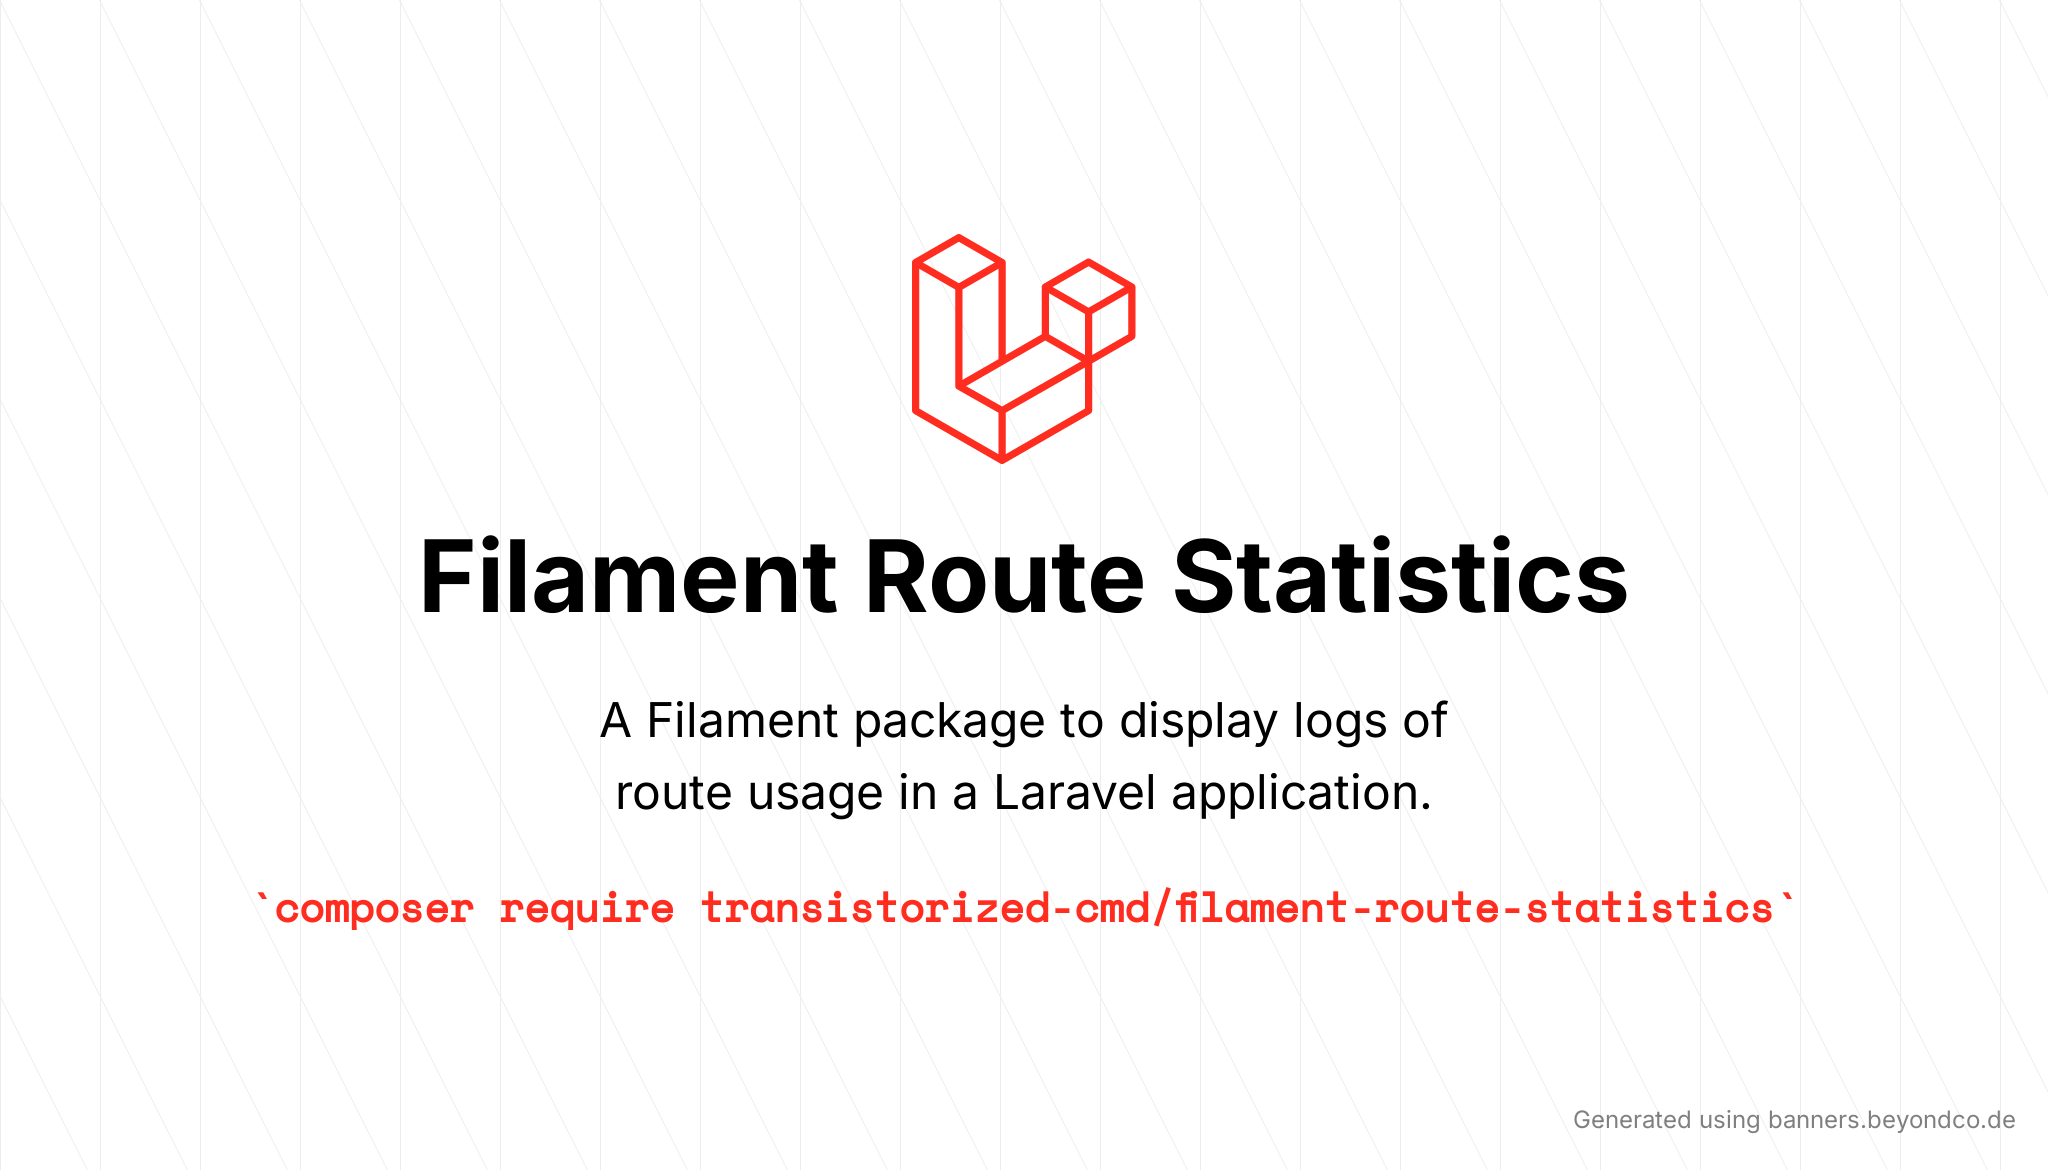 Filament Route Statistics
A Filament package to display logs of
route usage in a Laravel application.
`composer require transistorized-cmd/filament-route-statistics`
Generated using banners.beyondco.de